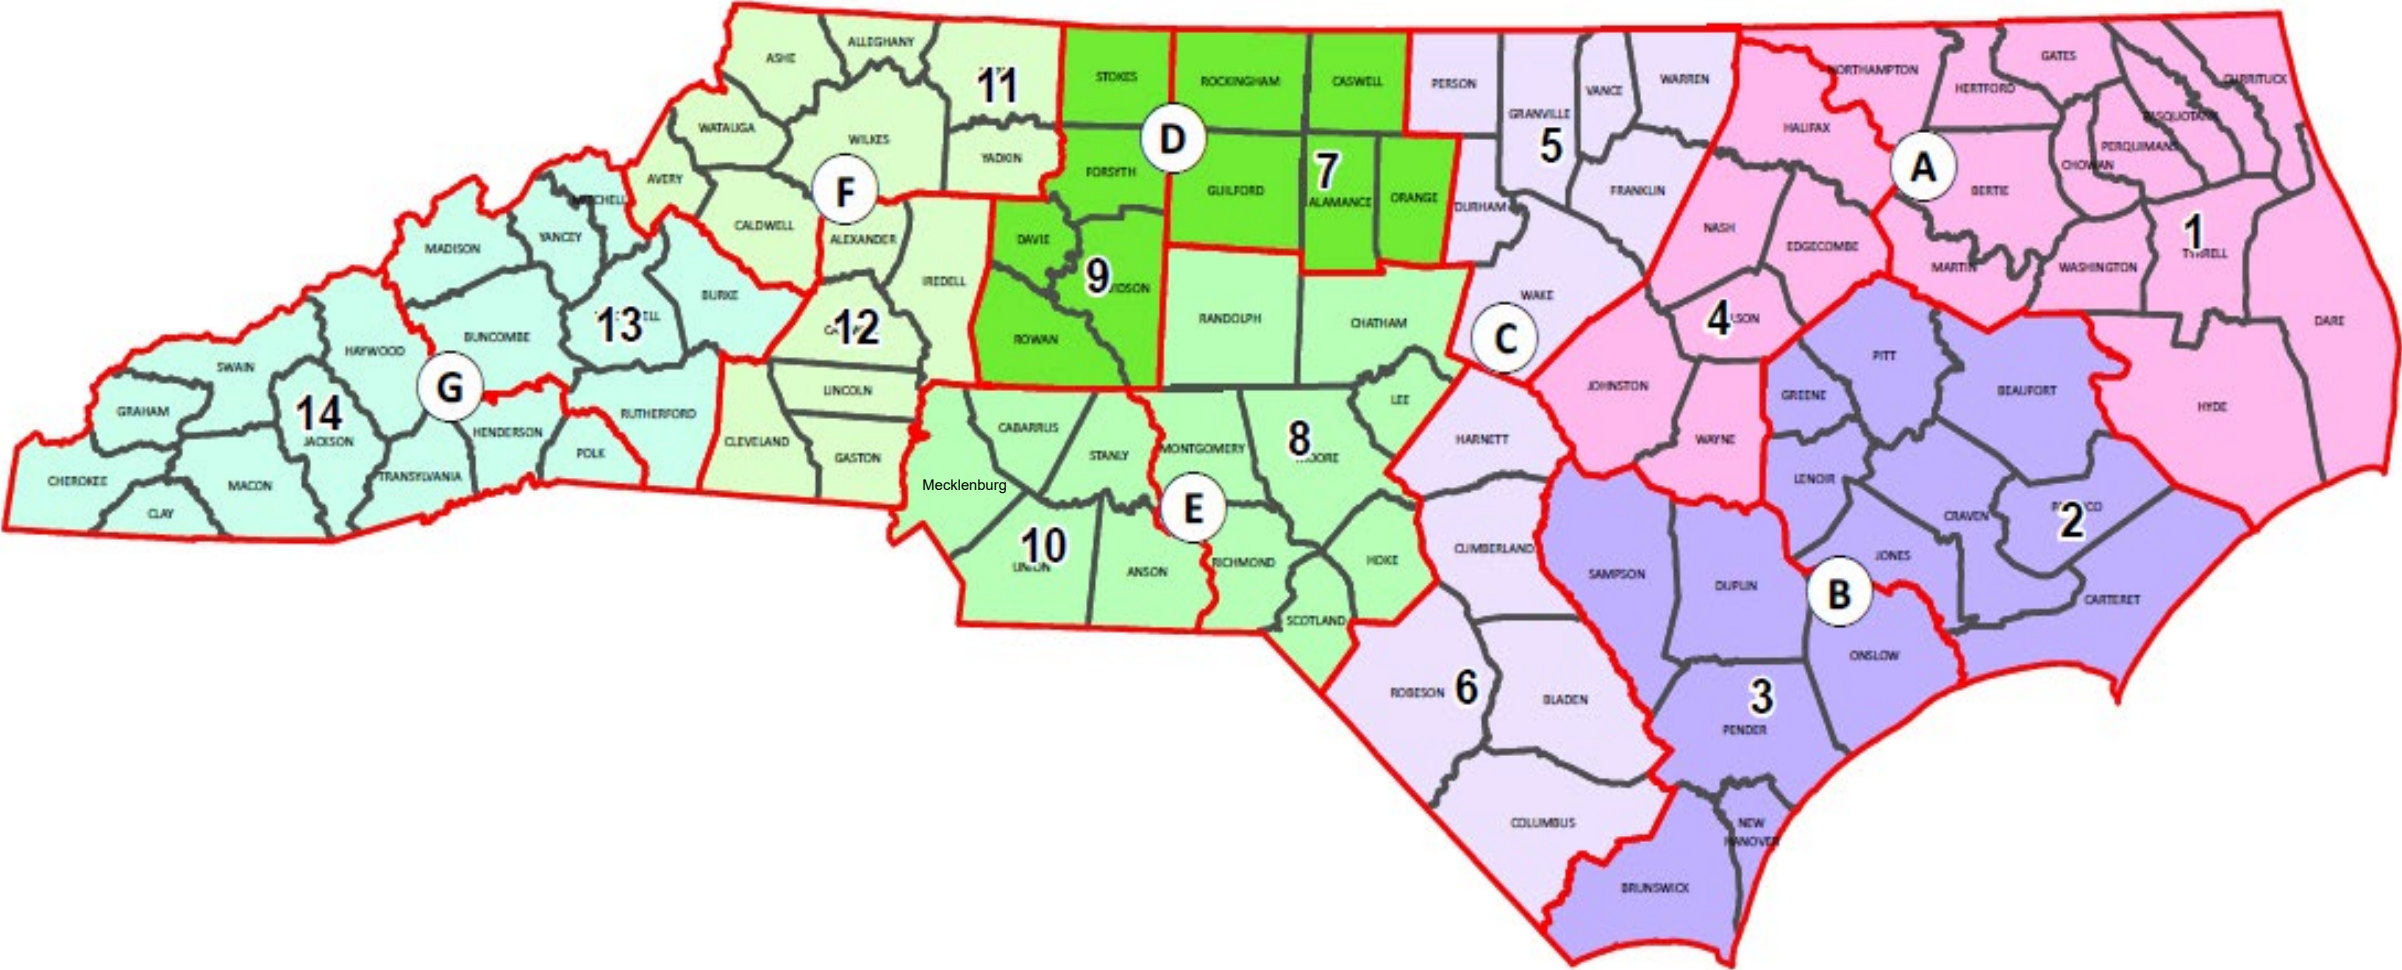 ASHE
ALLEGHANY
11
STOKES
ROCKINGHAM
CASWELL
PERSON
GRANVILLE
VANCE
WARREN
NORTHAMPTON
GATES
HERTFORD
CURRITUCK
PASQUOTANK
PERQUIMANS
CHOWAN
HALIFAX
A
BERTIE
WATAUGA
WILKES
YADKIN
D
FORSYTH
GUILFORD
7
ALAMANCE
ORANGE
DURHAM
5
FRANKLIN
NASH
EDGECOMBE
MARTIN
WASHINGTON
1
DARE
MITCHELL
AVERY
F
CALDWELL
ALEXANDER
IREDELL
DAVIE
9
ROWAN
RANDOLPH
CHATHAM
WAKE
C
4
PITT
BEAUFORT
HYDE
MADISON
YANCEY
BURKE
BUNCOMBE
13
12
LINCOLN
LEE
JOHNSTON
WAYNE
GREENE
SWAIN
HAYWOOD
G
GRAHAM
14
JACKSON
HENDERSON
POLK
RUTHERFORD
CLEVELAND
GASTON
CABARRUS
STANLY
MONTGOMERY
8
HARNETT
LENOIR
CRAVEN
2
CHEROKEE
CLAY
MACON
TRANSYLVANIA
Mecklenburg
E
10
ANSON
RICHMOND
HOKE
SCOTLAND
CUMBERLAND
SAMPSON
DUPLIN
B
JONES
CARTERET
ONSLOW
ROBESON
6
BLADEN
3
PENDER
COLUMBUS
NEW
HANOVER
BRUNSWICK